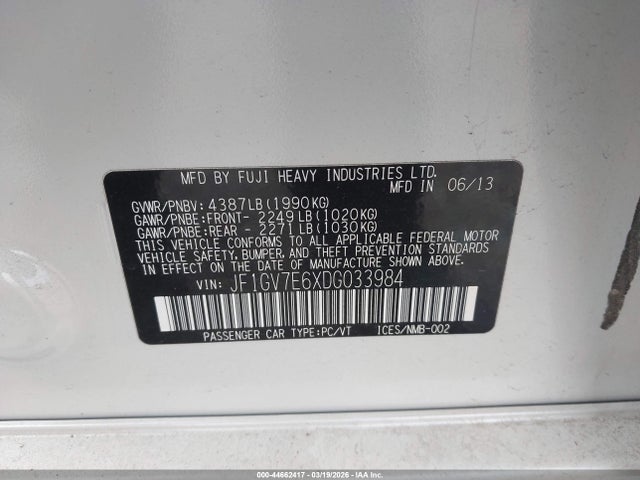 MFD BY FUJI HEAVY INDUSTRIES LTD.
MFD IN 06/13
GVWR/PNBV: 4387LB(1990KG)
GAWR/PNBE:FRONT- 2249LB(1020KG)
GAWR/PNBE:REAR - 2271LB(1030KG)
THIS VEHICLE CONFORMS TO ALL APPLICABLE FEDERAL MOTOR
VEHICLE SAFETY, BUMPER, AND THEFT PREVENTION STANDARDS
IN EFFECT ON THE DATE OF MANUFACTURE SHOWN ABOVE.
VIN: JF1GV7E6XDG033984
PASSENGER CAR TYPE:PC/VT ICES/NMB-002
000-44662417 - 03/19/2026 - IAA Inc.